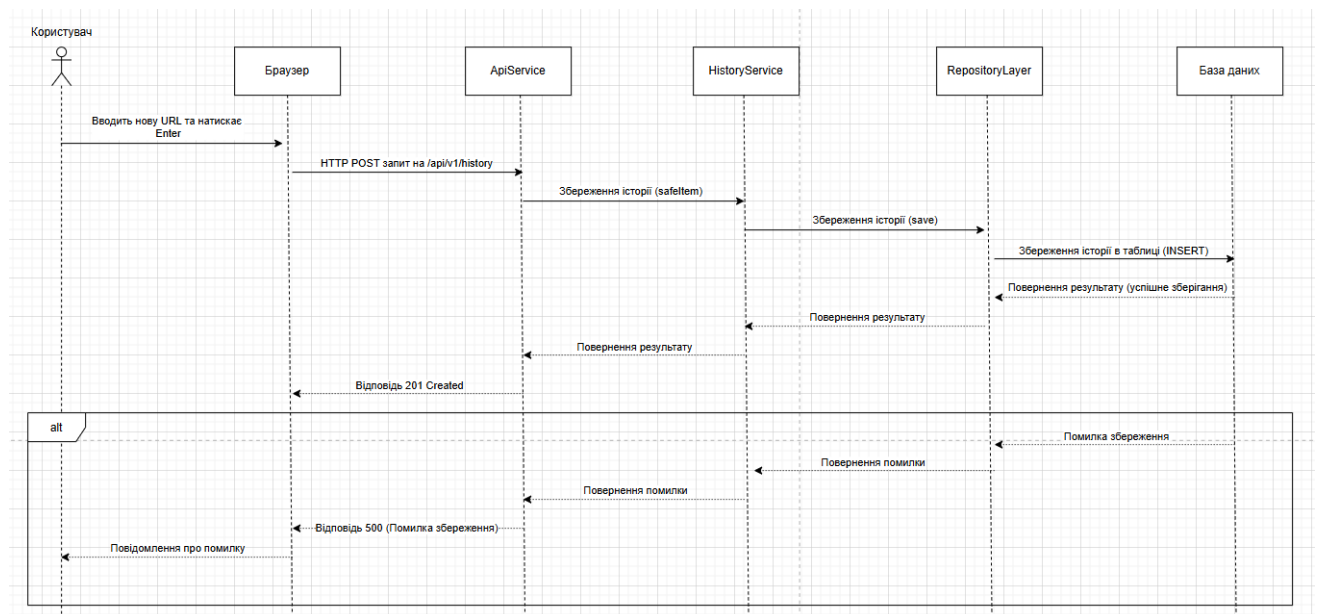 Користувач
Браузер
ApiService
HistoryService
RepositoryLayer
База даних
Вводить нову URL та натискає
Enter
HTTP POST запит на /api/v1/history
Збереження історії (safeItem)
Збереження історії (save)
Збереження історії в таблиці (INSERT)
Повернення результату (успішне зберігання)
Повернення результату
Повернення результату
Відповідь 201 Created
alt
Помилка збереження
Повернення помилки
Повернення помилки
Відповідь 500 (Помилка збереження)
Повідомлення про помилку